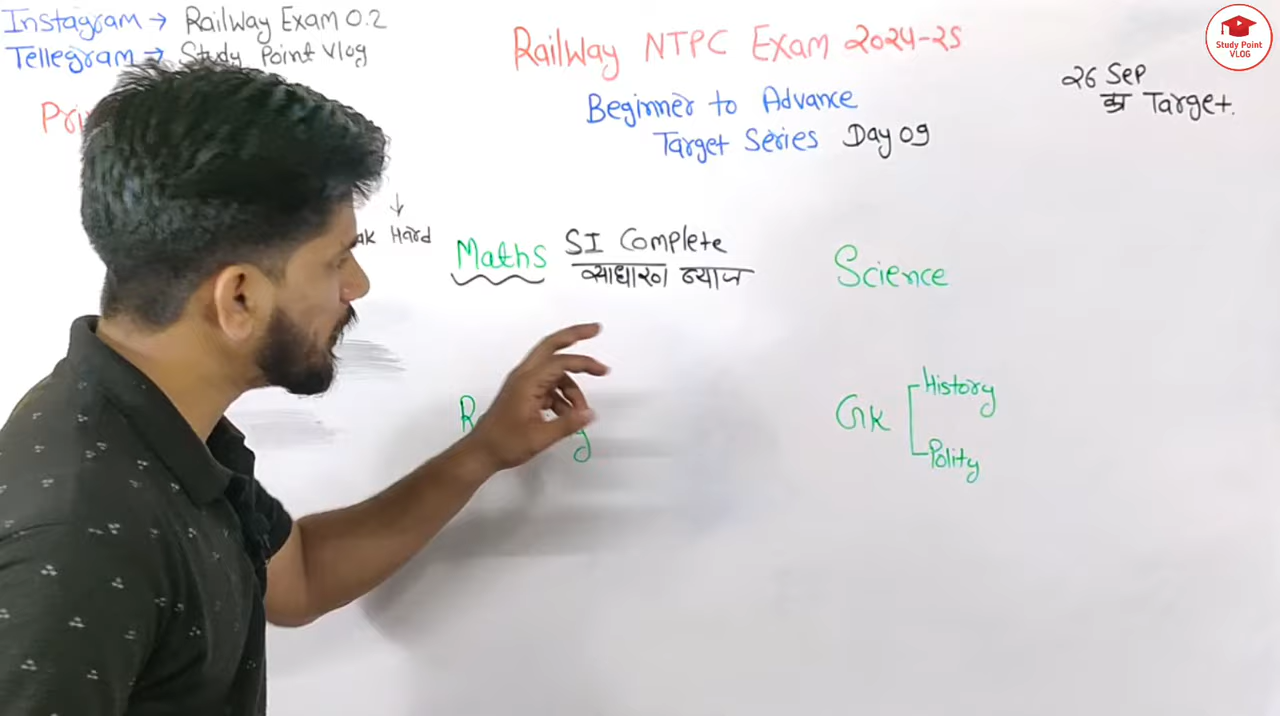 Instagram → Railway Exam 0.2
Tellegram → Study Point Vlog
Railway NTPC Exam 2024-25
Beginner to Advance
Target Series Day 09
26 Sep
का Target.
Study Point
VLOG
Hard
Maths
SI Complete
साधारण ब्याज
Science
GK
History
Polity